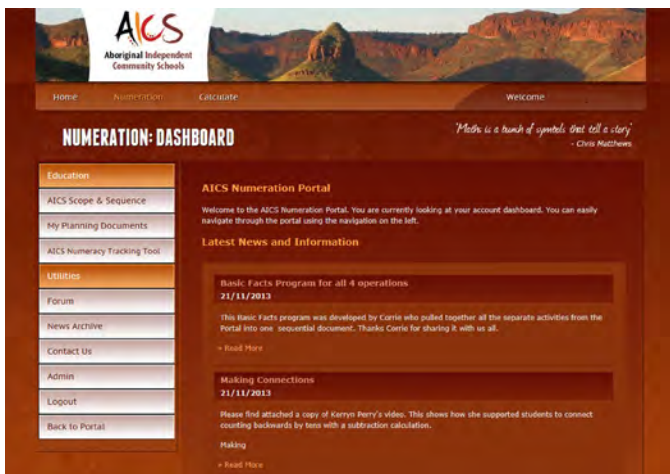 AICS
Aboriginal Independent
Community Schools
Home Numeration Calculate Welcome
NUMERATION: DASHBOARD
'Maths is a bunch of symbols that tell a story'
- Chris Matthews
Education
AICS Scope & Sequence
My Planning Documents
AICS Numeracy Tracking Tool
Utilities
Forum
News Archive
Contact Us
Admin
Logout
Back to Portal
AICS Numeration Portal
Welcome to the AICS Numeration Portal. You are currently looking at your account dashboard. You can easily
navigate through the portal using the navigation on the left.
Latest News and Information
Basic Facts Program for all 4 operations
21/11/2013
This Basic Facts program was developed by Corrie who pulled together all the separate activities from the
Portal into one sequential document. Thanks Corrie for sharing it with us all.
» Read More
Making Connections
21/11/2013
Please find attached a copy of Kerryn Perry's video. This shows how she supported students to connect
counting backwards by tens with a subtraction calculation.
Making
» Read More